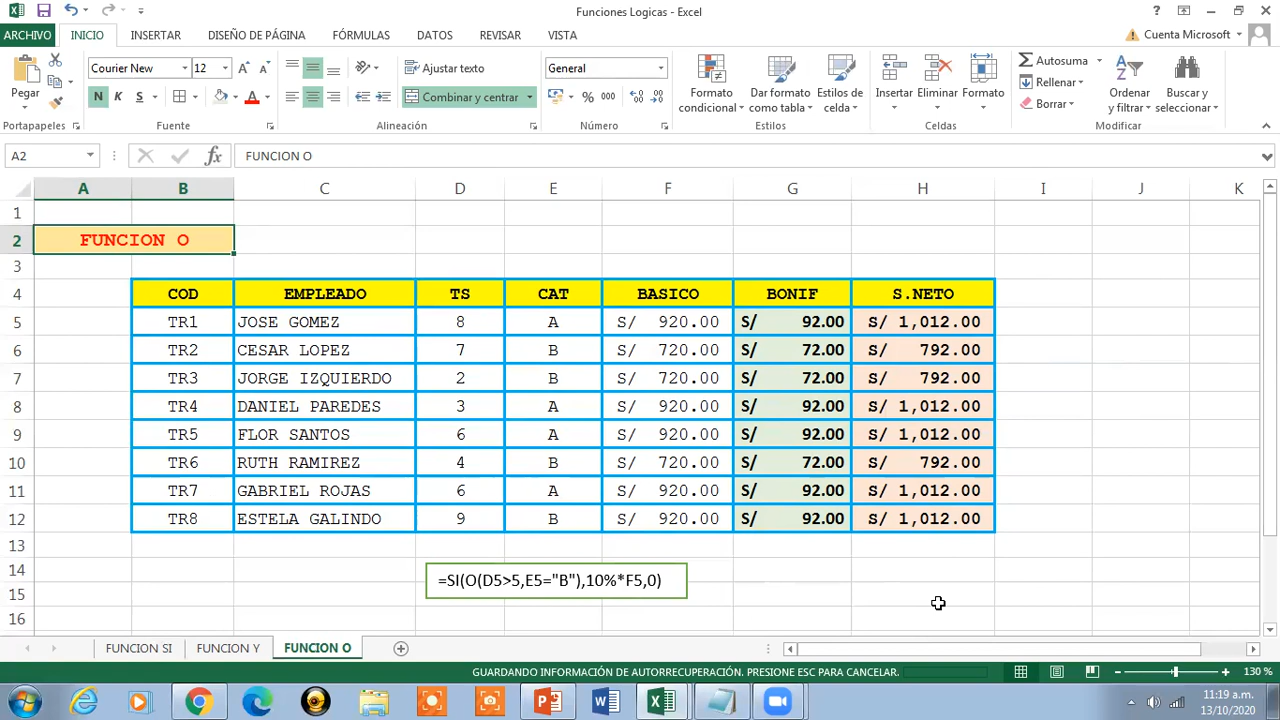 Funciones Logicas - Excel
ARCHIVO INICIO INSERTAR DISEÑO DE PÁGINA FÓRMULAS DATOS REVISAR VISTA Cuenta Microsoft
Pegar
Courier New 12
N K S
Ajustar texto
Combinar y centrar
General
% 000
Formato condicional
Dar formato como tabla
Estilos de celda
Insertar Eliminar Formato
Autosuma
Rellenar
Borrar
Ordenar y filtrar
Buscar y seleccionar
Portapapeles Fuente Alineación Número Estilos Celdas Modificar
A2 fx FUNCION O
A B C D E F G H I J K
1
2 FUNCION O
3
4 COD EMPLEADO TS CAT BASICO BONIF S.NETO
5 TR1 JOSE GOMEZ 8 A S/ 920.00 S/ 92.00 S/ 1,012.00
6 TR2 CESAR LOPEZ 7 B S/ 720.00 S/ 72.00 S/ 792.00
7 TR3 JORGE IZQUIERDO 2 B S/ 720.00 S/ 72.00 S/ 792.00
8 TR4 DANIEL PAREDES 3 A S/ 920.00 S/ 92.00 S/ 1,012.00
9 TR5 FLOR SANTOS 6 A S/ 920.00 S/ 92.00 S/ 1,012.00
10 TR6 RUTH RAMIREZ 4 B S/ 720.00 S/ 72.00 S/ 792.00
11 TR7 GABRIEL ROJAS 6 A S/ 920.00 S/ 92.00 S/ 1,012.00
12 TR8 ESTELA GALINDO 9 B S/ 920.00 S/ 92.00 S/ 1,012.00
13
14
=SI(O(D5>5,E5="B"),10%*F5,0)
15
16
FUNCION SI FUNCION Y FUNCION O
GUARDANDO INFORMACIÓN DE AUTORRECUPERACIÓN. PRESIONE ESC PARA CANCELAR. 130 %
11:19 a.m.
13/10/2020